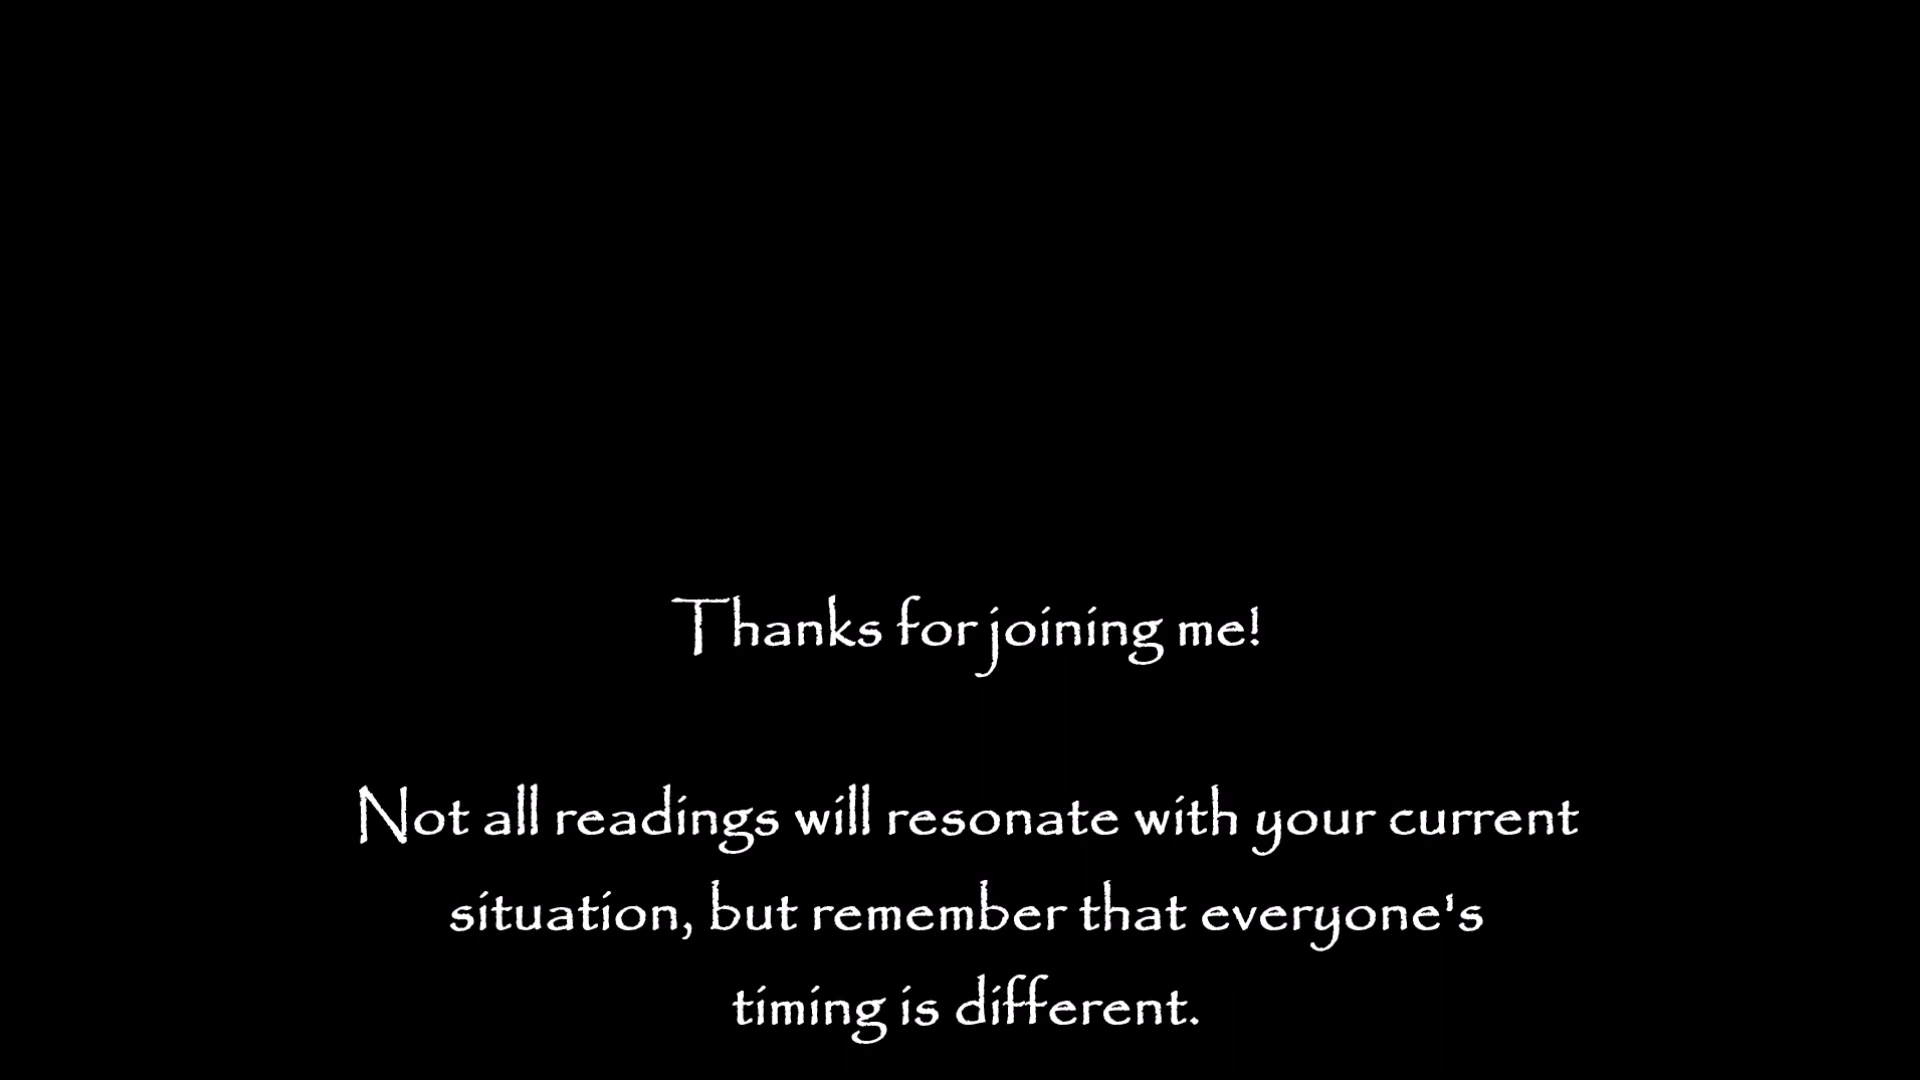 Thanks for joining me!
Not all readings will resonate with your current
situation, but remember that everyone's
timing is different.